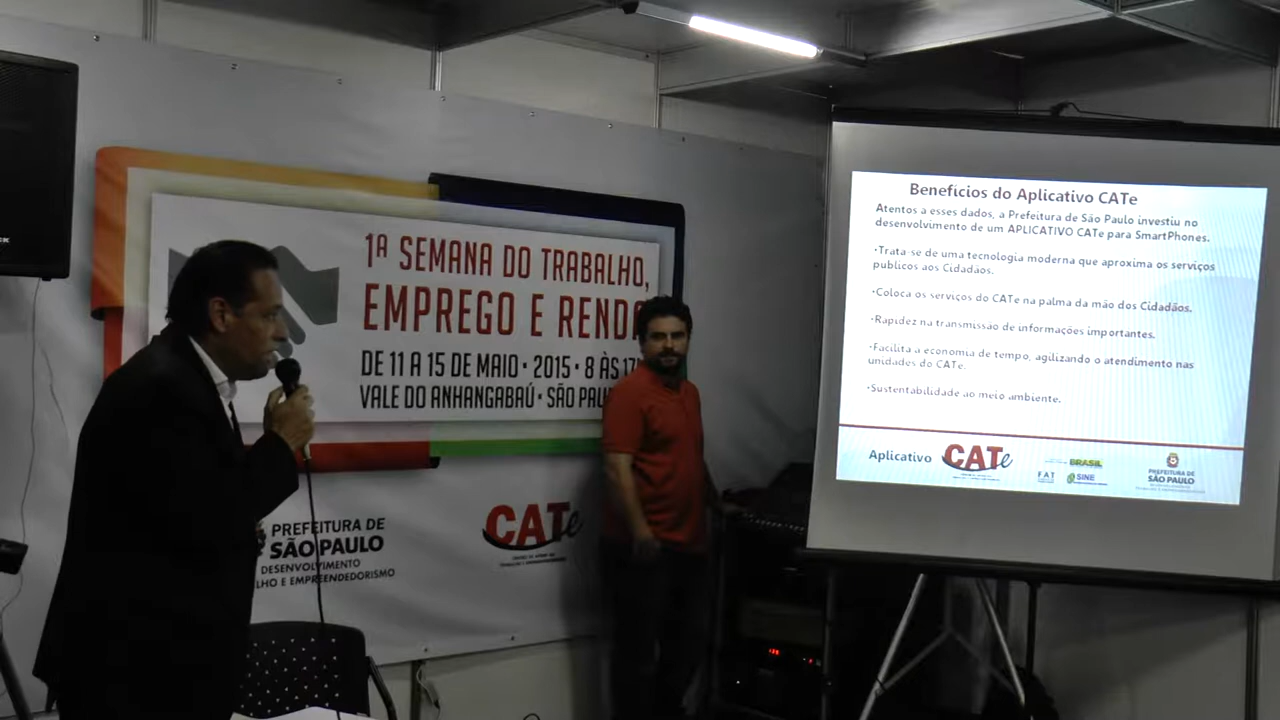 1ª SEMANA DO TRABALHO,
EMPREGO E REND
DE 11 A 15 DE MAIO • 2015 • 8 ÀS 17
VALE DO ANHANGABAÚ • SÃO PAU
PREFEITURA DE
SÃO PAULO
DESENVOLVIMENTO
LHO E EMPREENDEDORISMO
CATe
Benefícios do Aplicativo CATe
Atentos a esses dados, a Prefeitura de São Paulo investiu no
desenvolvimento de um APLICATIVO CATe para SmartPhones.
•Trata-se de uma tecnologia moderna que aproxima os serviços
publicos aos Cidadãos.
•Coloca os serviços do CATe na palma da mão dos Cidadãos.
•Rapidez na transmissão de informações importantes.
•Facilita a economia de tempo, agilizando o atendimento nas
unidades do CATe.
•Sustentabilidade ao meio ambiente.
Aplicativo CATe
BRASIL
FAT
SINE
PREFEITURA DE
SÃO PAULO